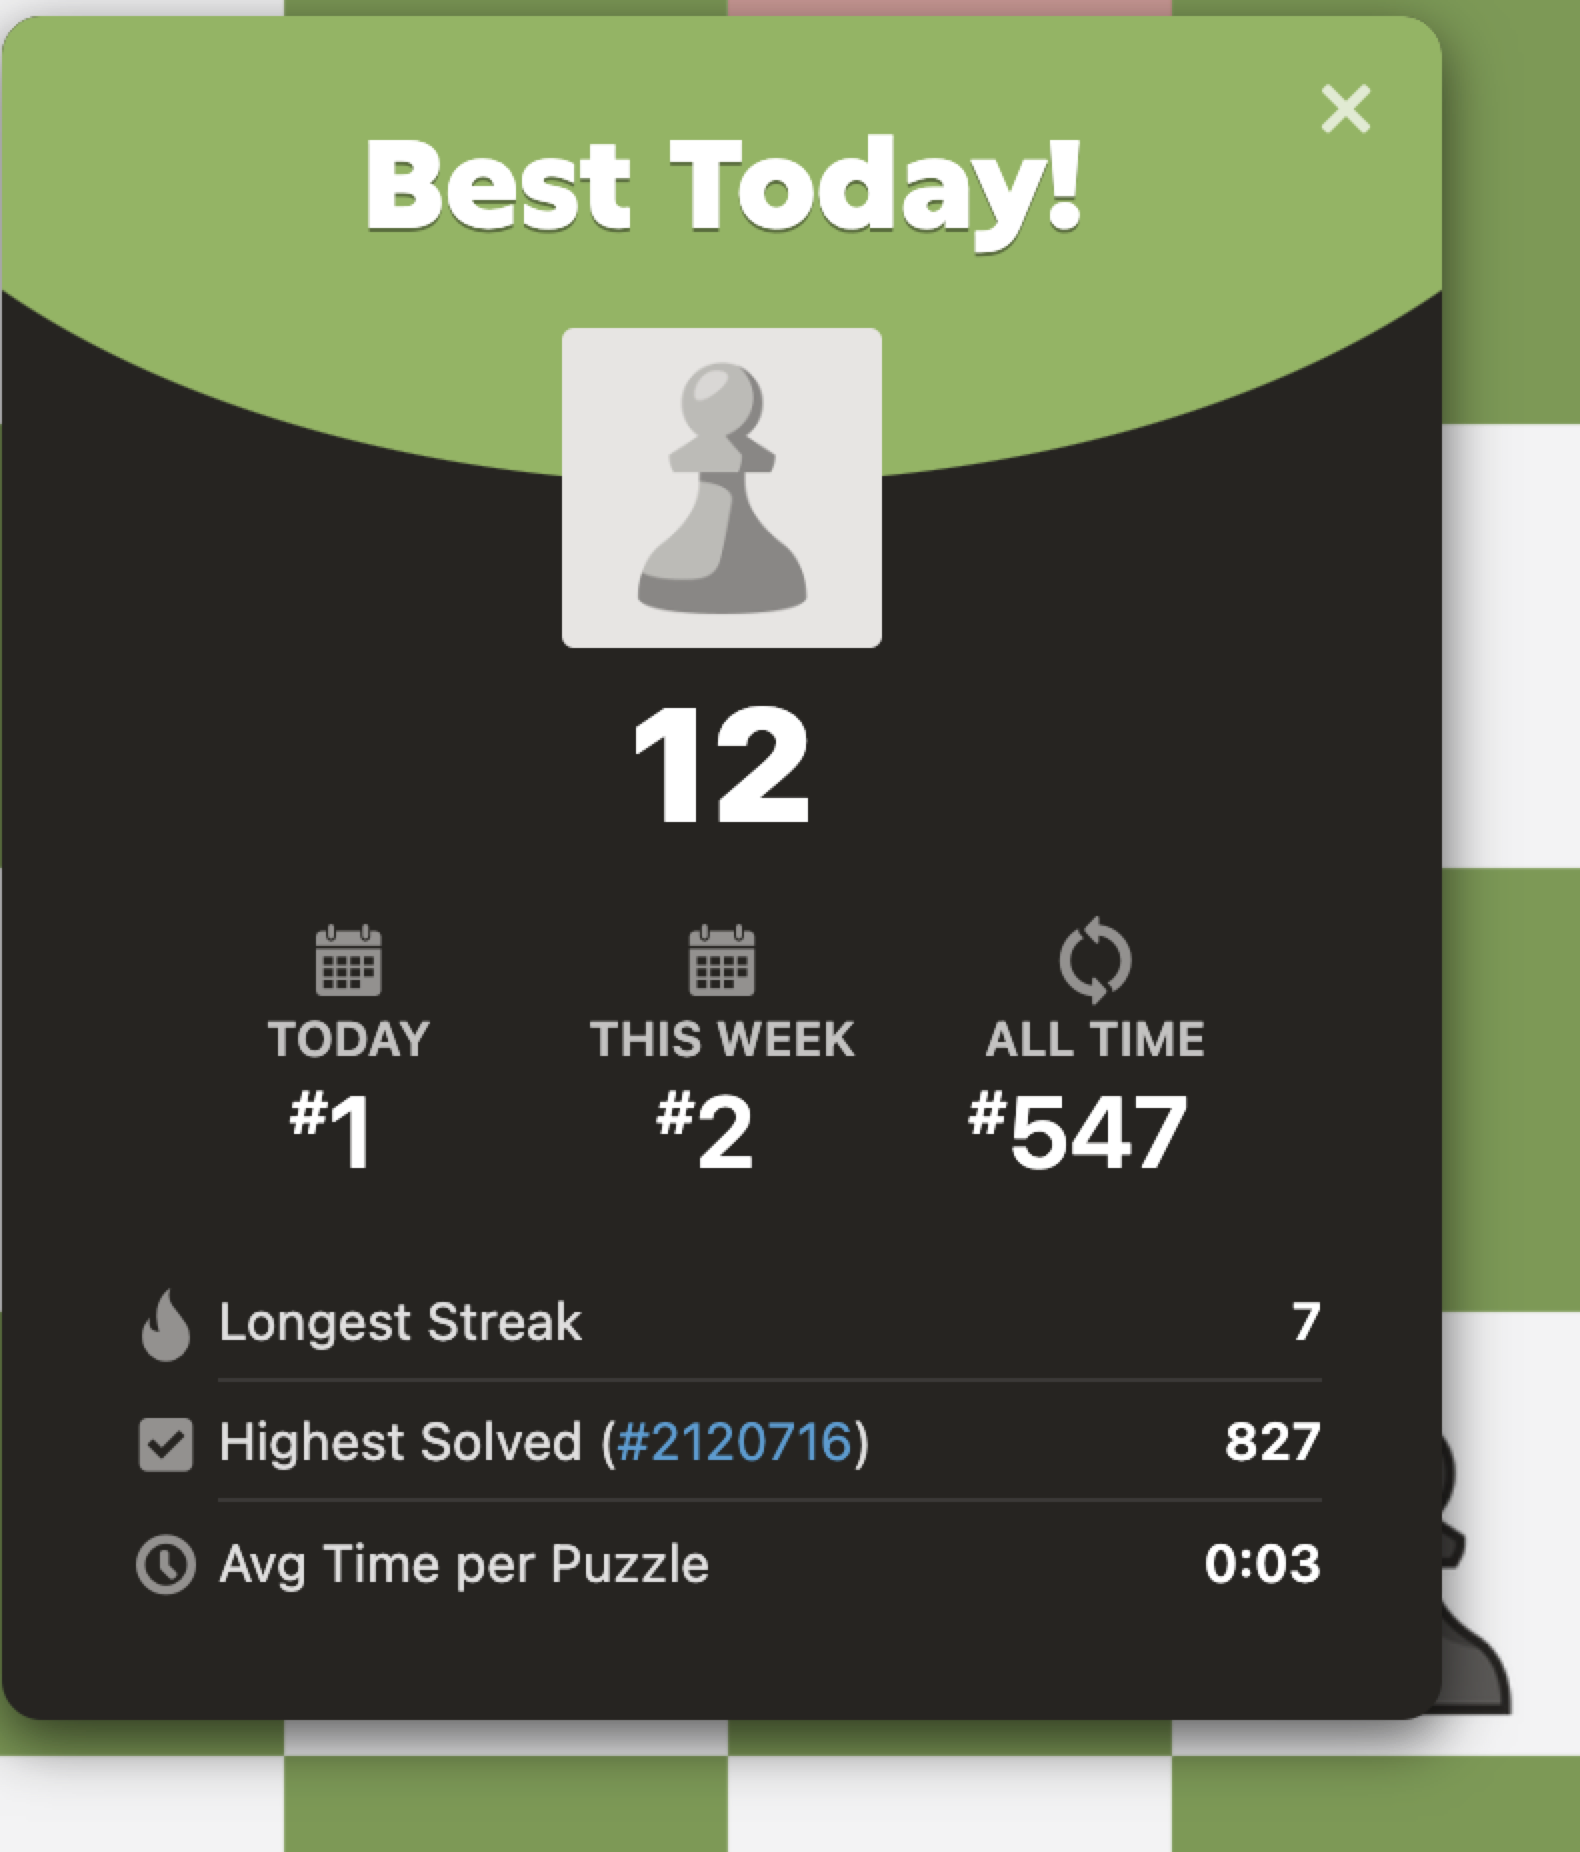 Best Today!
12
TODAY THIS WEEK ALL TIME
#1 #2 #547
Longest Streak 7
Highest Solved (#2120716) 827
Avg Time per Puzzle 0:03